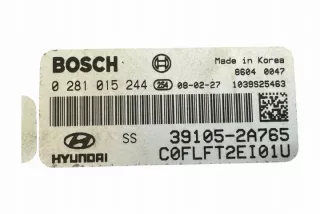 BOSCH
Made in Korea
8604 0047
0 281 015 244 254 08-02-27 1039S25463
HYUNDAI SS 39105-2A765
C0FLFT2EI01U